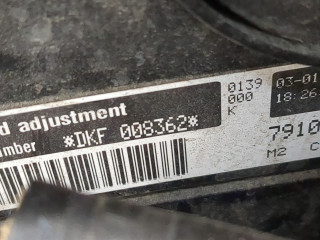 d adjustment
umber *DKF 008362*
0139
000
K
03-01
18:26
7910
M2 C